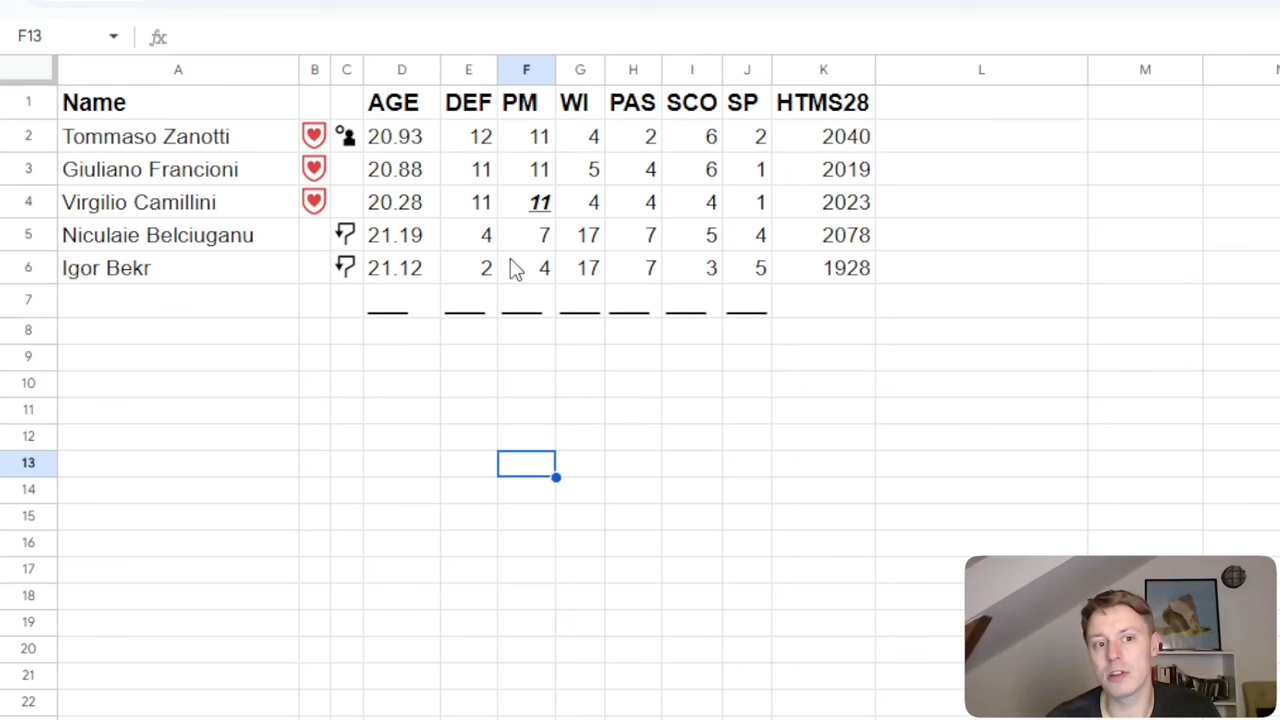 F13 fx
A B C D E F G H I J K L M
1 Name AGE DEF PM WI PAS SCO SP HTMS28
2 Tommaso Zanotti 20.93 12 11 4 2 6 2 2040
3 Giuliano Francioni 20.88 11 11 5 4 6 1 2019
4 Virgilio Camillini 20.28 11 11 4 4 4 1 2023
5 Niculaie Belciuganu 21.19 4 7 17 7 5 4 2078
6 Igor Bekr 21.12 2 4 17 7 3 5 1928
7
8
9
10
11
12
13
14
15
16
17
18
19
20
21
22